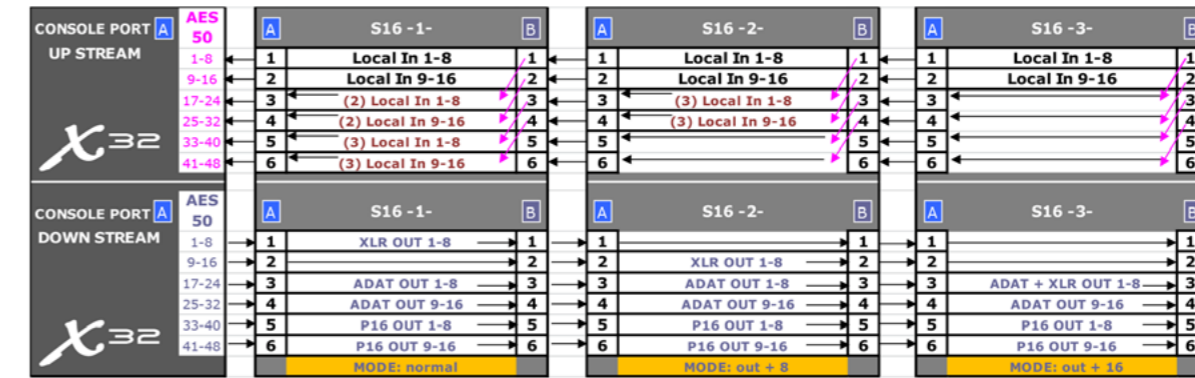 CONSOLE PORT A AES 50 A S16 -1- B A S16 -2- B A S16 -3- B
UP STREAM 1-8 1 Local In 1-8 1 1 Local In 1-8 1 1 Local In 1-8 1
9-16 2 Local In 9-16 2 2 Local In 9-16 2 2 Local In 9-16 2
17-24 3 (2) Local In 1-8 3 3 (3) Local In 1-8 3 3 3
X32 25-32 4 (2) Local In 9-16 4 4 (3) Local In 9-16 4 4 4
33-40 5 (3) Local In 1-8 5 5 5 5 5
41-48 6 (3) Local In 9-16 6 6 6 6 6
CONSOLE PORT A AES 50 A S16 -1- B A S16 -2- B A S16 -3- B
DOWN STREAM 1-8 1 XLR OUT 1-8 1 1 1 1 1
9-16 2 2 2 XLR OUT 1-8 2 2 2
17-24 3 ADAT OUT 1-8 3 3 ADAT OUT 1-8 3 3 ADAT + XLR OUT 1-8 3
25-32 4 ADAT OUT 9-16 4 4 ADAT OUT 9-16 4 4 ADAT OUT 9-16 4
X32 33-40 5 P16 OUT 1-8 5 5 P16 OUT 1-8 5 5 P16 OUT 1-8 5
41-48 6 P16 OUT 9-16 6 6 P16 OUT 9-16 6 6 P16 OUT 9-16 6
MODE: normal MODE: out + 8 MODE: out + 16